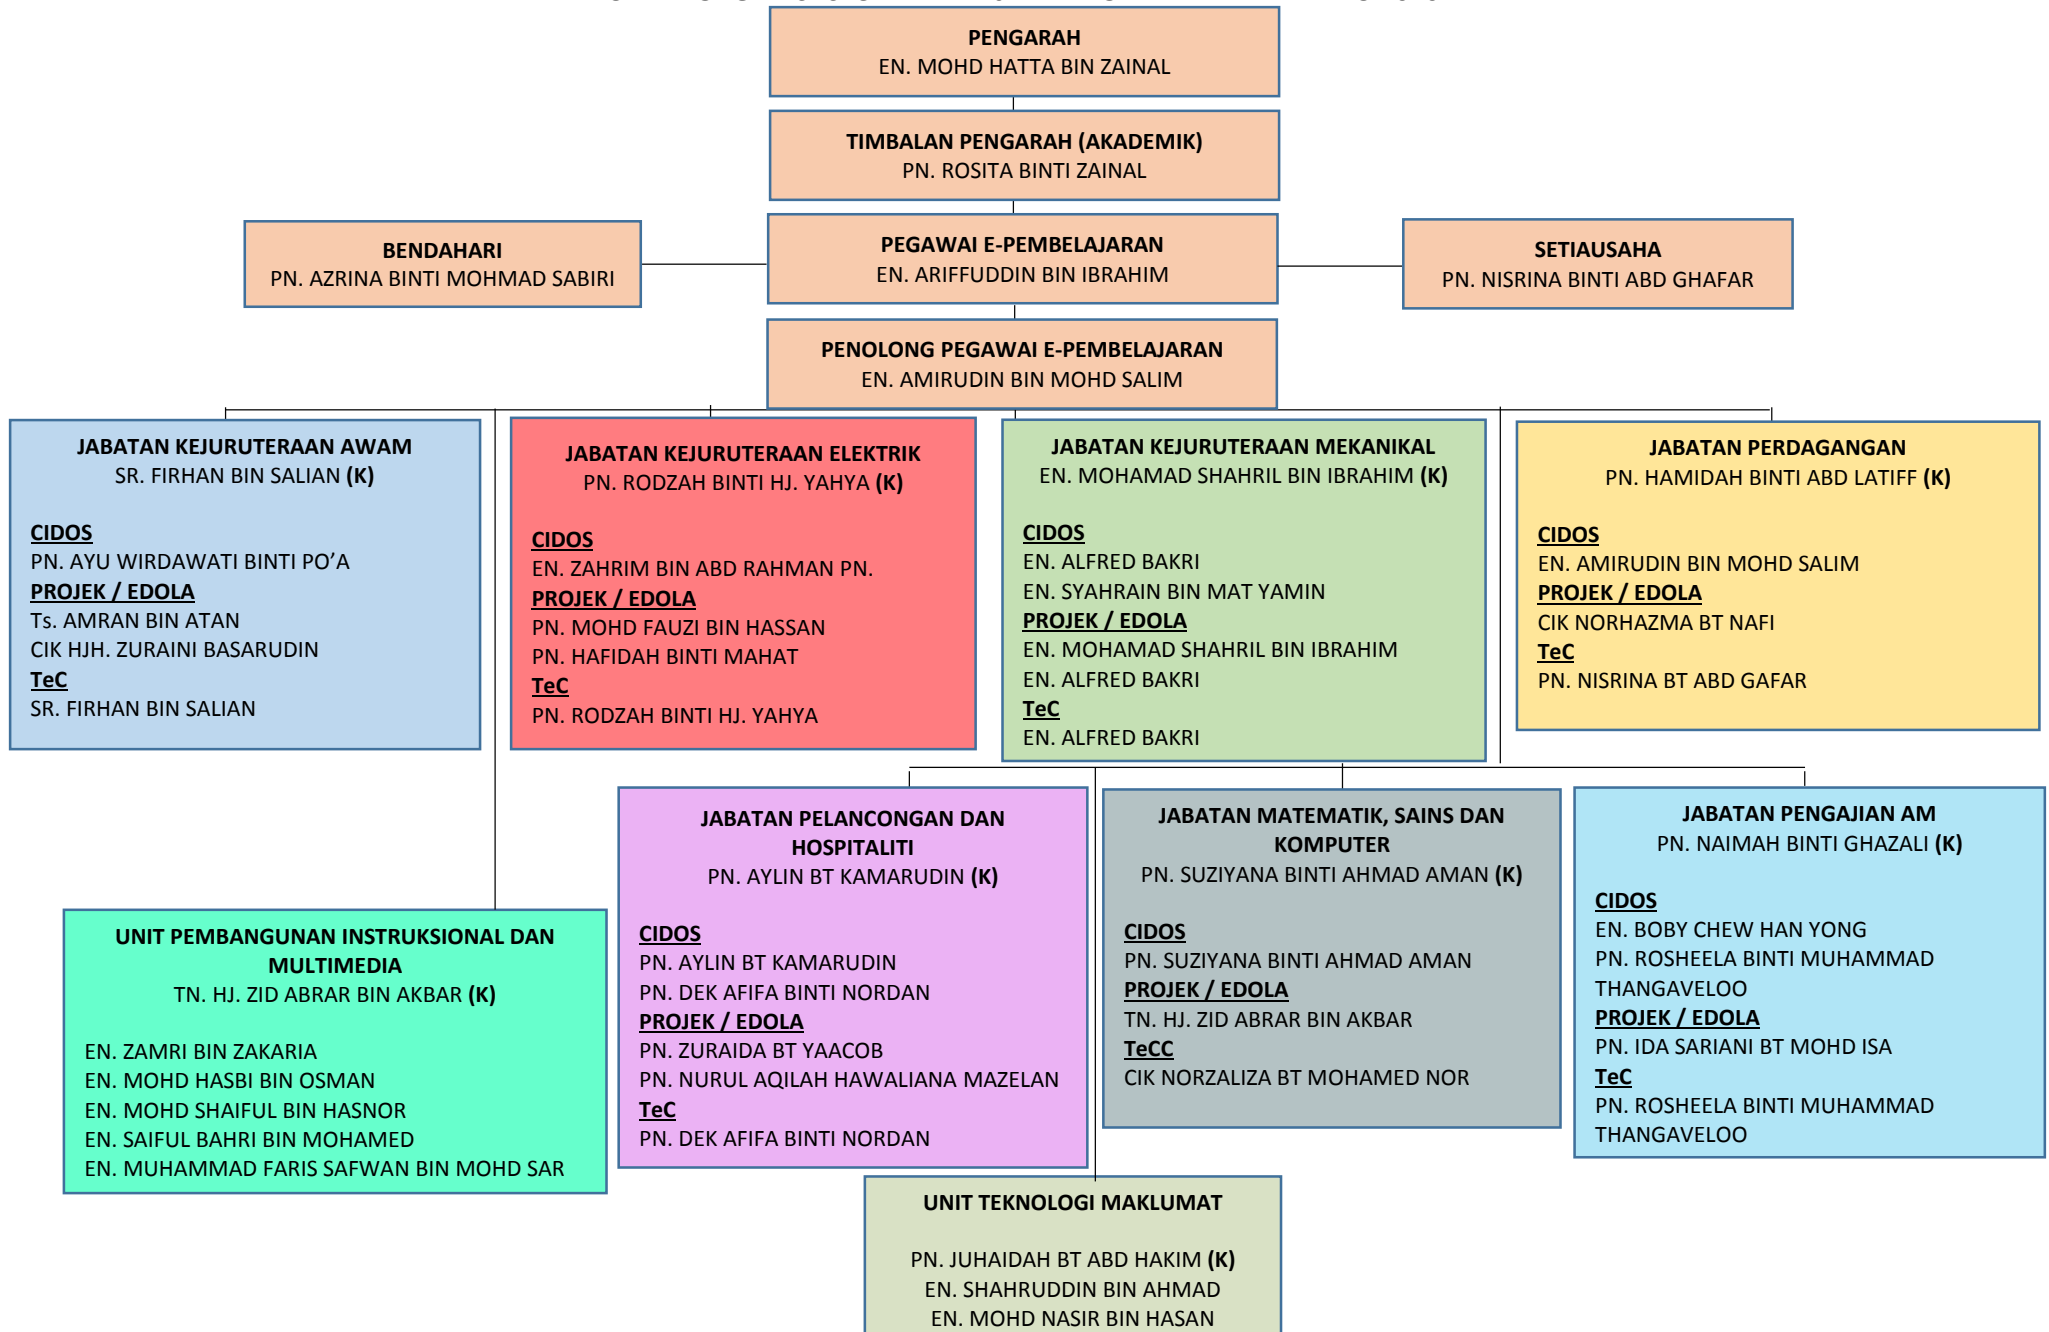 PENGARAH
EN. MOHD HATTA BIN ZAINAL
TIMBALAN PENGARAH (AKADEMIK)
PN. ROSITA BINTI ZAINAL
BENDAHARI
PN. AZRINA BINTI MOHMAD SABIRI
PEGAWAI E-PEMBELAJARAN
EN. ARIFFUDDIN BIN IBRAHIM
SETIAUSAHA
PN. NISRINA BINTI ABD GHAFAR
PENOLONG PEGAWAI E-PEMBELAJARAN
EN. AMIRUDIN BIN MOHD SALIM
JABATAN KEJURUTERAAN AWAM
SR. FIRHAN BIN SALIAN (K)
CIDOS
PN. AYU WIRDAWATI BINTI PO’A
PROJEK / EDOLA
Ts. AMRAN BIN ATAN
CIK HJH. ZURAINI BASARUDIN
TeC
SR. FIRHAN BIN SALIAN
JABATAN KEJURUTERAAN ELEKTRIK
PN. RODZAH BINTI HJ. YAHYA (K)
CIDOS
EN. ZAHRIM BIN ABD RAHMAN PN.
PROJEK / EDOLA
PN. MOHD FAUZI BIN HASSAN
PN. HAFIDAH BINTI MAHAT
TeC
PN. RODZAH BINTI HJ. YAHYA
JABATAN KEJURUTERAAN MEKANIKAL
EN. MOHAMAD SHAHRIL BIN IBRAHIM (K)
CIDOS
EN. ALFRED BAKRI
EN. SYAHRAIN BIN MAT YAMIN
PROJEK / EDOLA
EN. MOHAMAD SHAHRIL BIN IBRAHIM
EN. ALFRED BAKRI
TeC
EN. ALFRED BAKRI
JABATAN PERDAGANGAN
PN. HAMIDAH BINTI ABD LATIFF (K)
CIDOS
EN. AMIRUDIN BIN MOHD SALIM
PROJEK / EDOLA
CIK NORHAZMA BT NAFI
TeC
PN. NISRINA BT ABD GAFAR
UNIT PEMBANGUNAN INSTRUKSIONAL DAN
MULTIMEDIA
TN. HJ. ZID ABRAR BIN AKBAR (K)
EN. ZAMRI BIN ZAKARIA
EN. MOHD HASBI BIN OSMAN
EN. MOHD SHAIFUL BIN HASNOR
EN. SAIFUL BAHRI BIN MOHAMED
EN. MUHAMMAD FARIS SAFWAN BIN MOHD SAR
JABATAN PELANCONGAN DAN
HOSPITALITI
PN. AYLIN BT KAMARUDIN (K)
CIDOS
PN. AYLIN BT KAMARUDIN
PN. DEK AFIFA BINTI NORDAN
PROJEK / EDOLA
PN. ZURAIDA BT YAACOB
PN. NURUL AQILAH HAWALIANA MAZELAN
TeC
PN. DEK AFIFA BINTI NORDAN
JABATAN MATEMATIK, SAINS DAN
KOMPUTER
PN. SUZIYANA BINTI AHMAD AMAN (K)
CIDOS
PN. SUZIYANA BINTI AHMAD AMAN
PROJEK / EDOLA
TN. HJ. ZID ABRAR BIN AKBAR
TeCC
CIK NORZALIZA BT MOHAMED NOR
JABATAN PENGAJIAN AM
PN. NAIMAH BINTI GHAZALI (K)
CIDOS
EN. BOBY CHEW HAN YONG
PN. ROSHEELA BINTI MUHAMMAD
THANGAVELOO
PROJEK / EDOLA
PN. IDA SARIANI BT MOHD ISA
TeC
PN. ROSHEELA BINTI MUHAMMAD
THANGAVELOO
UNIT TEKNOLOGI MAKLUMAT
PN. JUHAIDAH BT ABD HAKIM (K)
EN. SHAHRUDDIN BIN AHMAD
EN. MOHD NASIR BIN HASAN